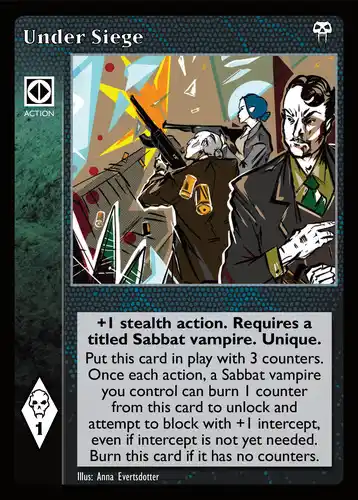 Under Siege
ACTION
+1 stealth action. Requires a
titled Sabbat vampire. Unique.
Put this card in play with 3 counters.
Once each action, a Sabbat vampire
you control can burn 1 counter
from this card to unlock and
attempt to block with +1 intercept,
even if intercept is not yet needed.
Burn this card if it has no counters.
1
Illus: Anna Evertsdotter